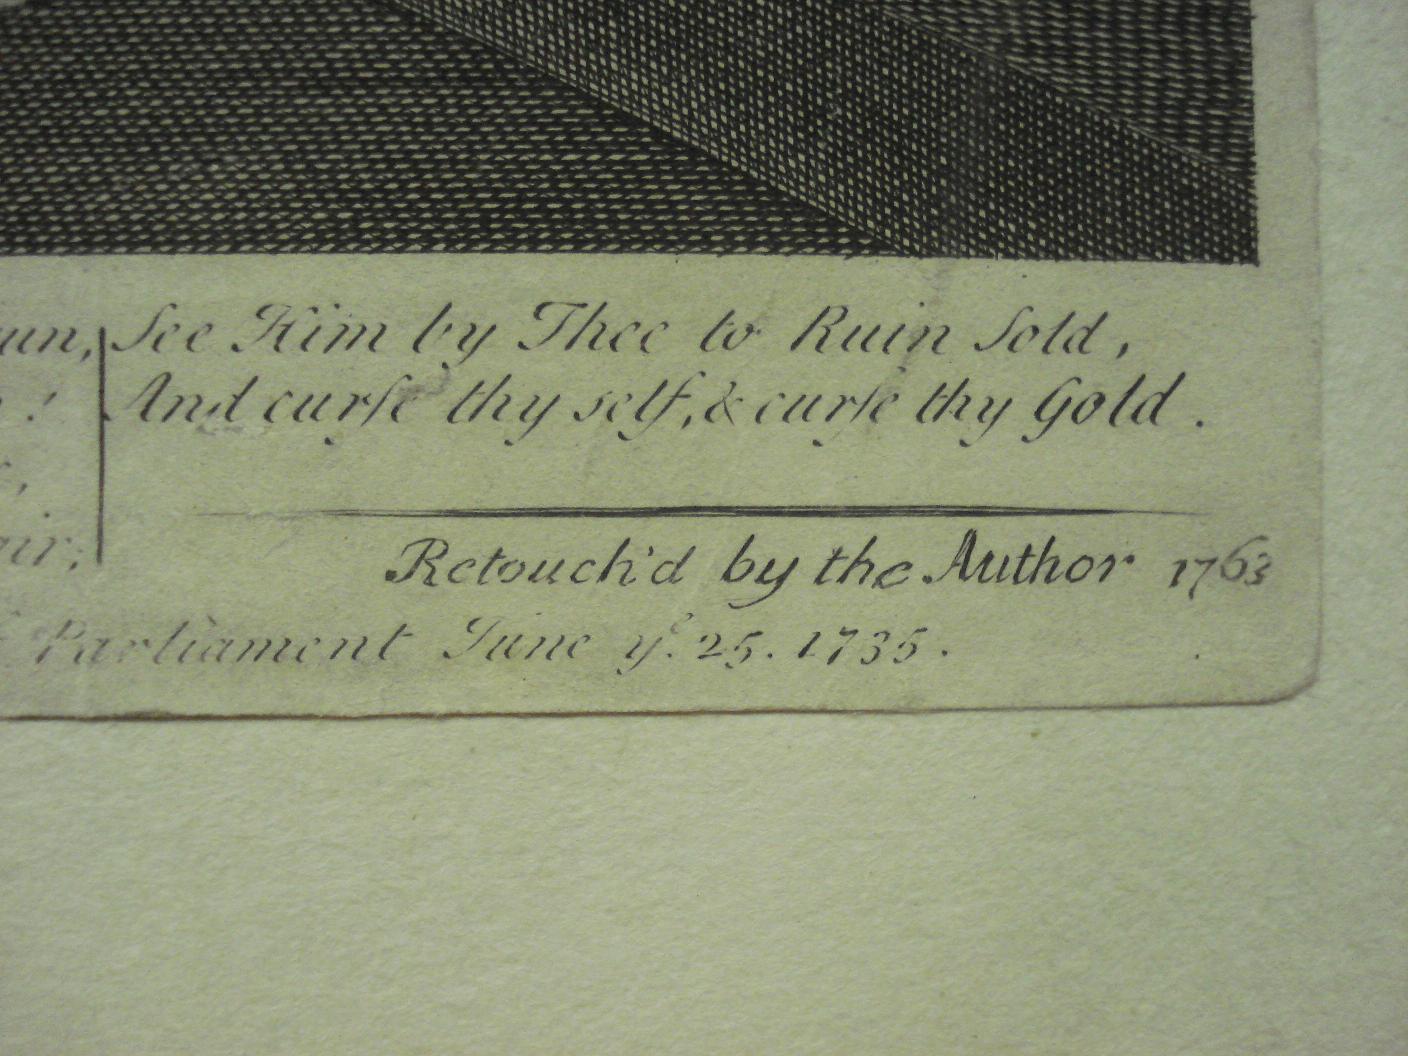 See Him by Thee to Ruin Sold,
And curſe thy self, & curſe thy Gold.
Retouch'd by the Author 1763
Parliament June yᵉ. 25. 1735.